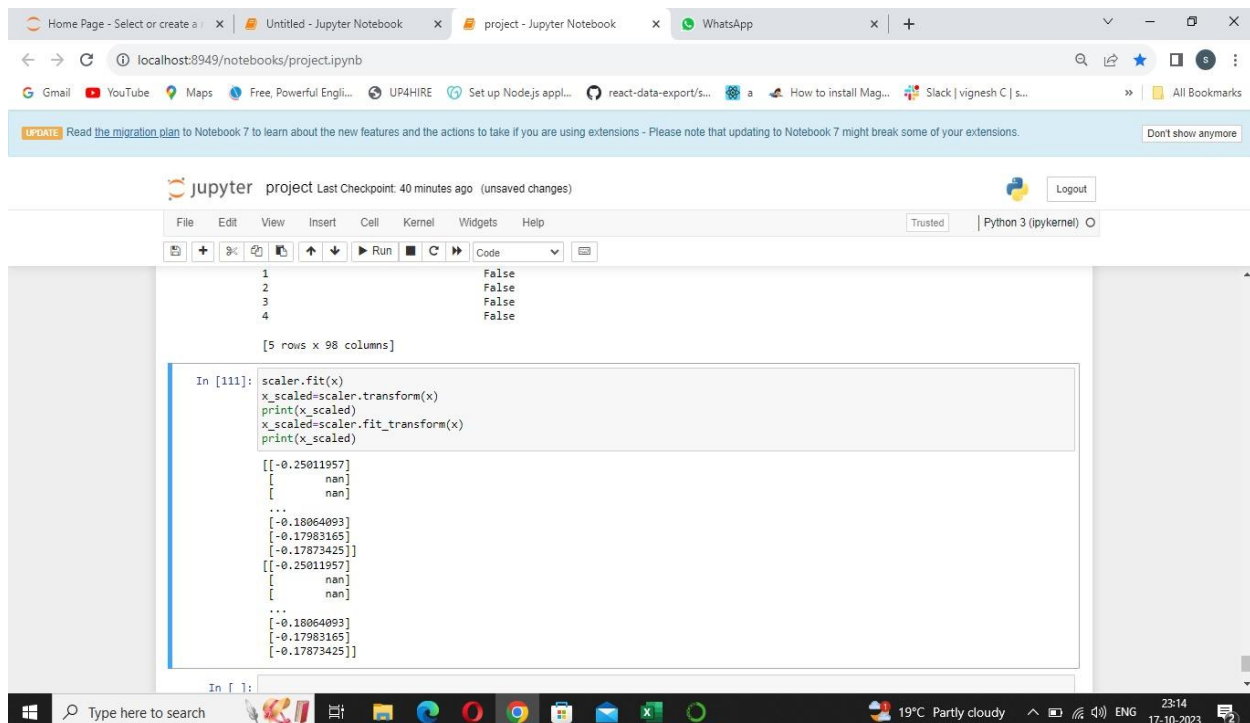 Home Page - Select or create a n
Untitled - Jupyter Notebook
project - Jupyter Notebook
WhatsApp
localhost:8949/notebooks/project.ipynb
Gmail
YouTube
Maps
Free, Powerful Engli...
UP4HIRE
Set up Node.js appl...
react-data-export/s...
a
How to install Mag...
Slack | vignesh C | s...
»
All Bookmarks
UPDATE Read the migration plan to Notebook 7 to learn about the new features and the actions to take if you are using extensions - Please note that updating to Notebook 7 might break some of your extensions.
Don't show anymore
jupyter project Last Checkpoint: 40 minutes ago (unsaved changes)
Logout
File Edit View Insert Cell Kernel Widgets Help
Trusted
Python 3 (ipykernel)
Run
Code
1 False
2 False
3 False
4 False
[5 rows x 98 columns]
In [111]: scaler.fit(x)
x_scaled=scaler.transform(x)
print(x_scaled)
x_scaled=scaler.fit_transform(x)
print(x_scaled)
[[-0.25011957]
[ nan]
[ nan]
...
[-0.18064093]
[-0.17983165]
[-0.17873425]]
[[-0.25011957]
[ nan]
[ nan]
...
[-0.18064093]
[-0.17983165]
[-0.17873425]]
In [ ]:
Type here to search
19°C Partly cloudy
ENG
23:14
17-10-2023